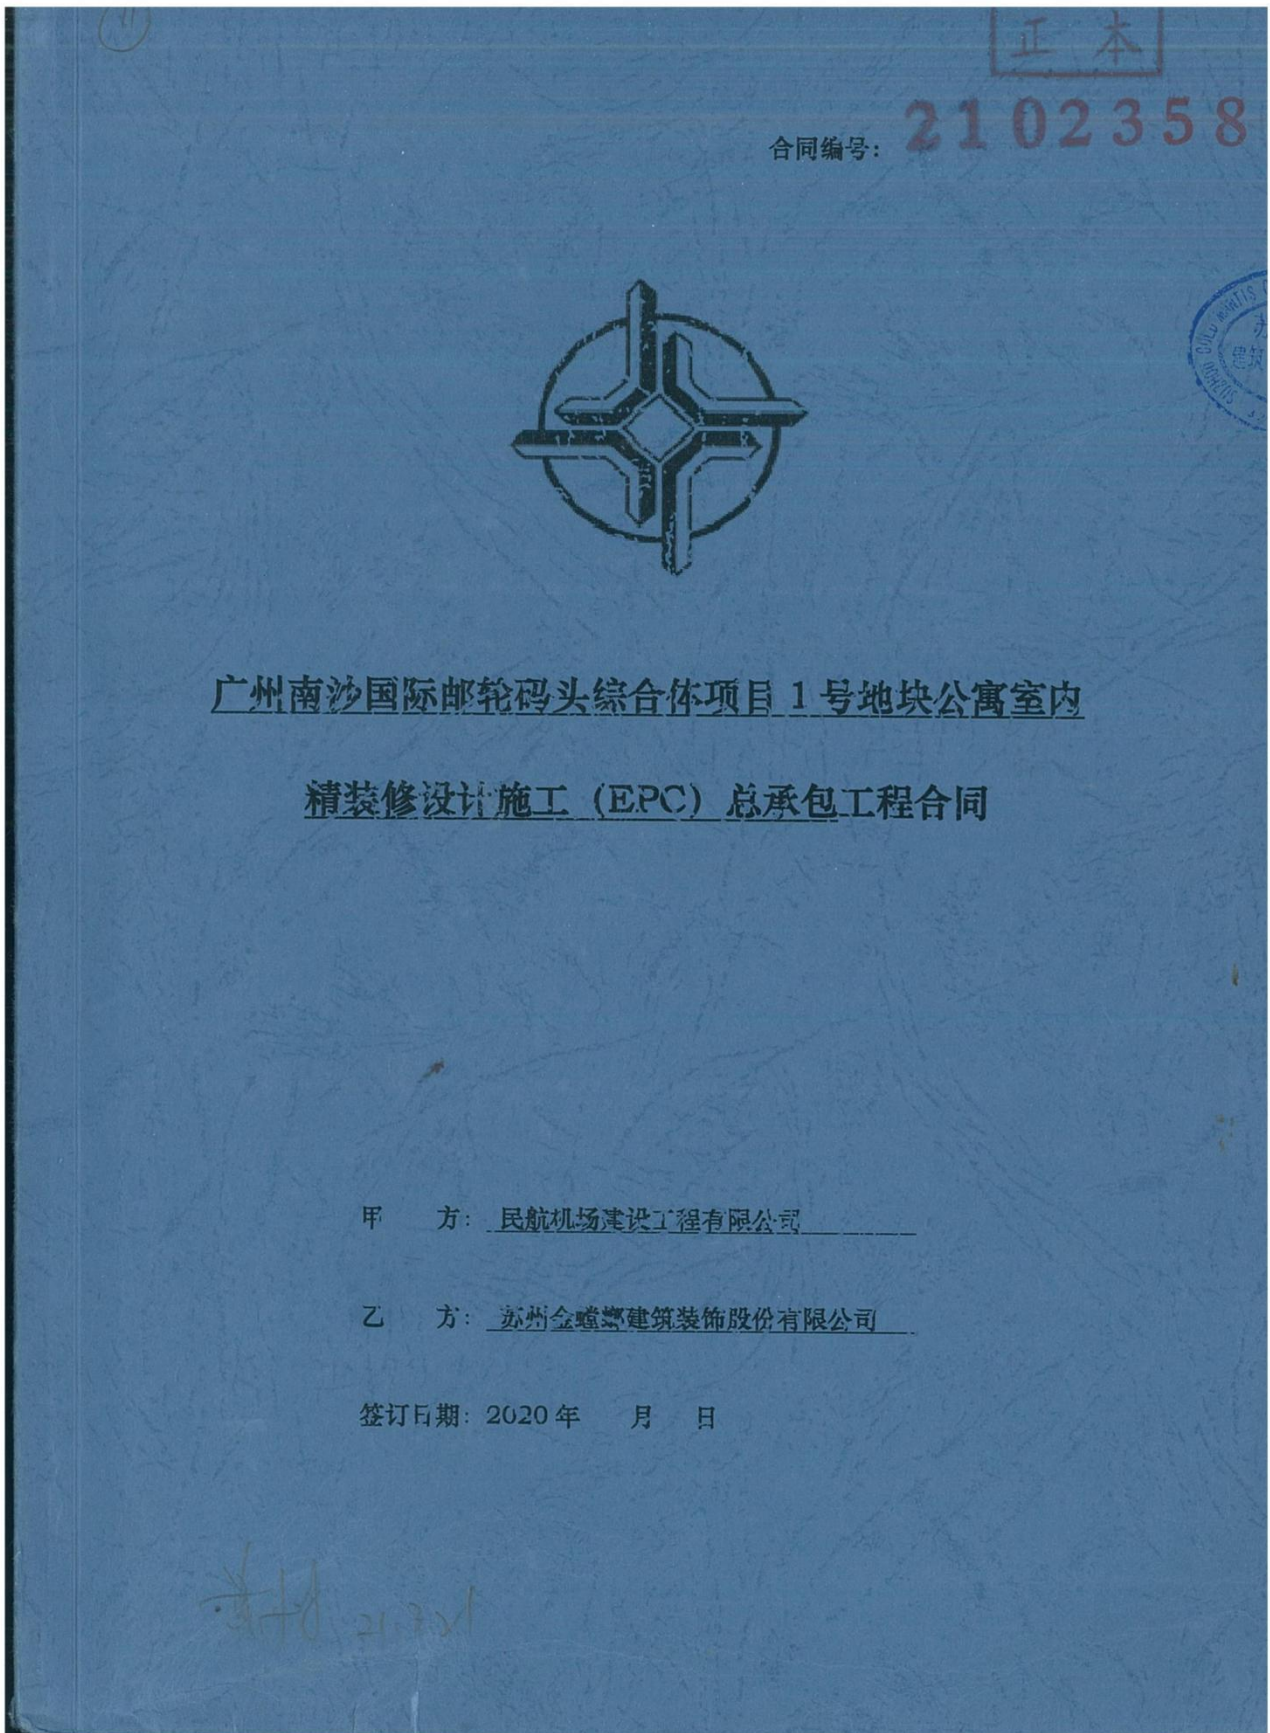 正本
2102358
合同编号：
广州南沙国际邮轮码头综合体项目1号地块公寓室内
精装修设计施工（EPC）总承包工程合同
甲 方：民航机场建设工程有限公司
乙 方：苏州金螳螂建筑装饰股份有限公司
签订日期：2020年 月 日